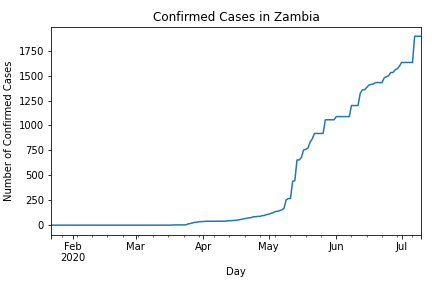 Confirmed Cases in Zambia
Number of Confirmed Cases
1750
1500
1250
1000
750
500
250
0
Feb Mar Apr May Jun Jul
2020
Day